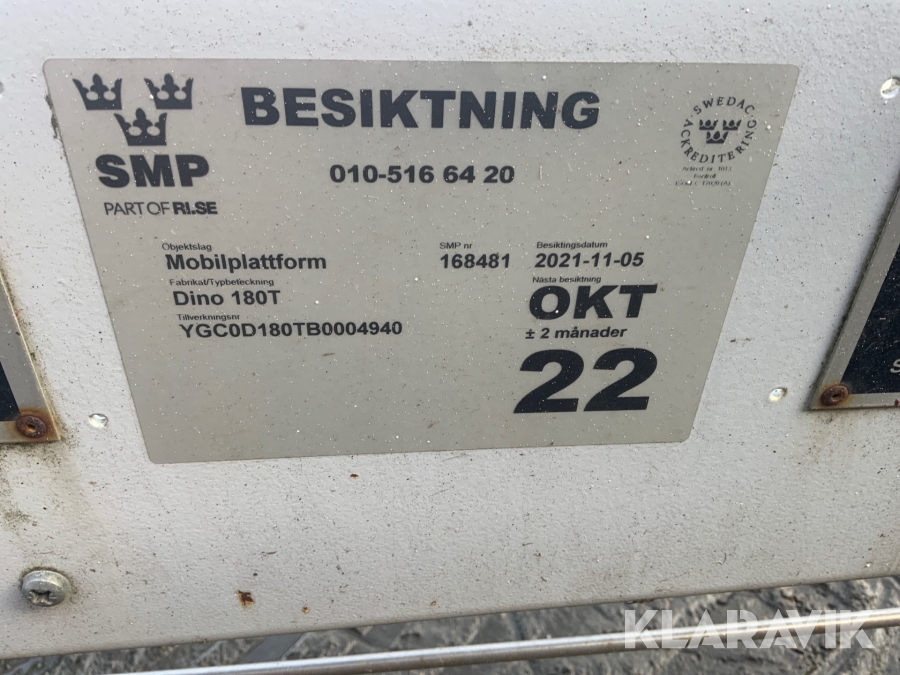 BESIKTNING
SMP
PART OF RI.SE
010-516 64 20
SWEDAC
ACKREDITERING
Objektslag
Mobilplattform
SMP nr
168481
Besiktingsdatum
2021-11-05
Fabrikat/Typbeteckning
Dino 180T
Nästa besiktning
OKT
± 2 månader
22
Tillverkningsnr
YGC0D180TB0004940
KLARAVIK